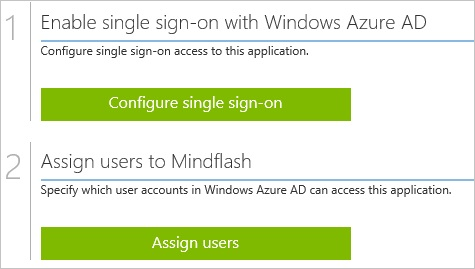 1
Enable single sign-on with Windows Azure AD
Configure single sign-on access to this application.
Configure single sign-on
2
Assign users to Mindflash
Specify which user accounts in Windows Azure AD can access this application.
Assign users